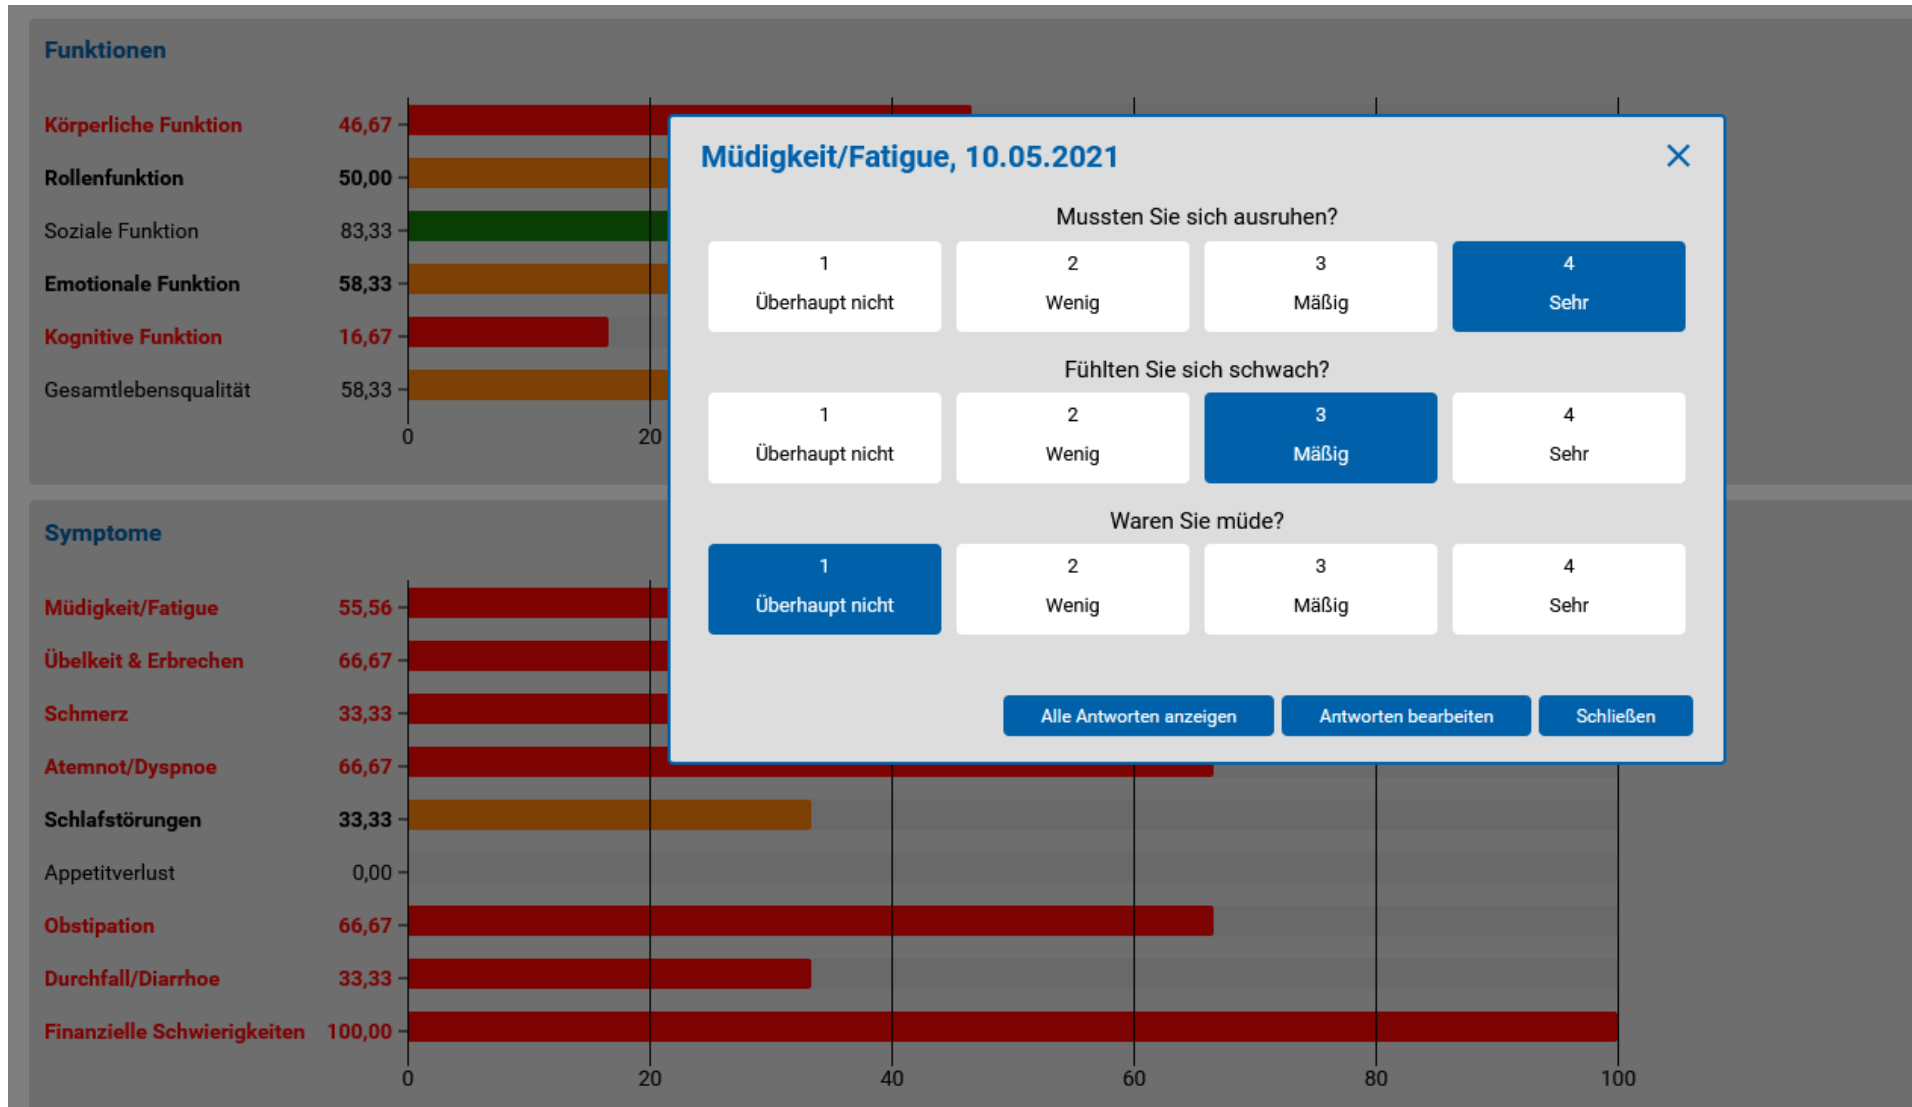 Funktionen
Körperliche Funktion 46,67
Rollenfunktion 50,00
Soziale Funktion 83,33
Emotionale Funktion 58,33
Kognitive Funktion 16,67
Gesamtlebensqualität 58,33
0 20
Müdigkeit/Fatigue, 10.05.2021
Mussten Sie sich ausruhen?
1 2 3 4
Überhaupt nicht Wenig Mäßig Sehr
Fühlten Sie sich schwach?
1 2 3 4
Überhaupt nicht Wenig Mäßig Sehr
Waren Sie müde?
1 2 3 4
Überhaupt nicht Wenig Mäßig Sehr
Alle Antworten anzeigen Antworten bearbeiten Schließen
Symptome
Müdigkeit/Fatigue 55,56
Übelkeit & Erbrechen 66,67
Schmerz 33,33
Atemnot/Dyspnoe 66,67
Schlafstörungen 33,33
Appetitverlust 0,00
Obstipation 66,67
Durchfall/Diarrhoe 33,33
Finanzielle Schwierigkeiten 100,00
0 20 40 60 80 100